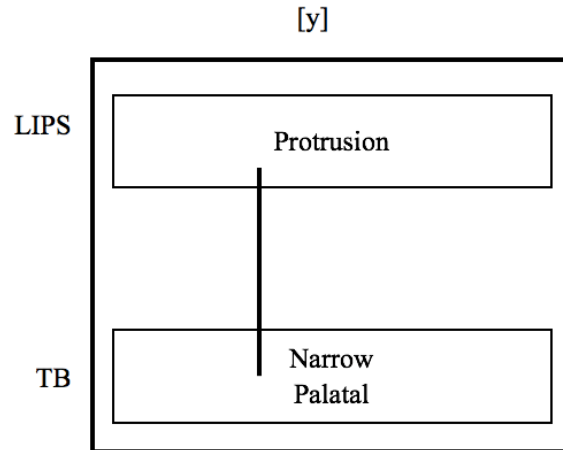 [y]
LIPS
Protrusion
TB
Narrow
Palatal